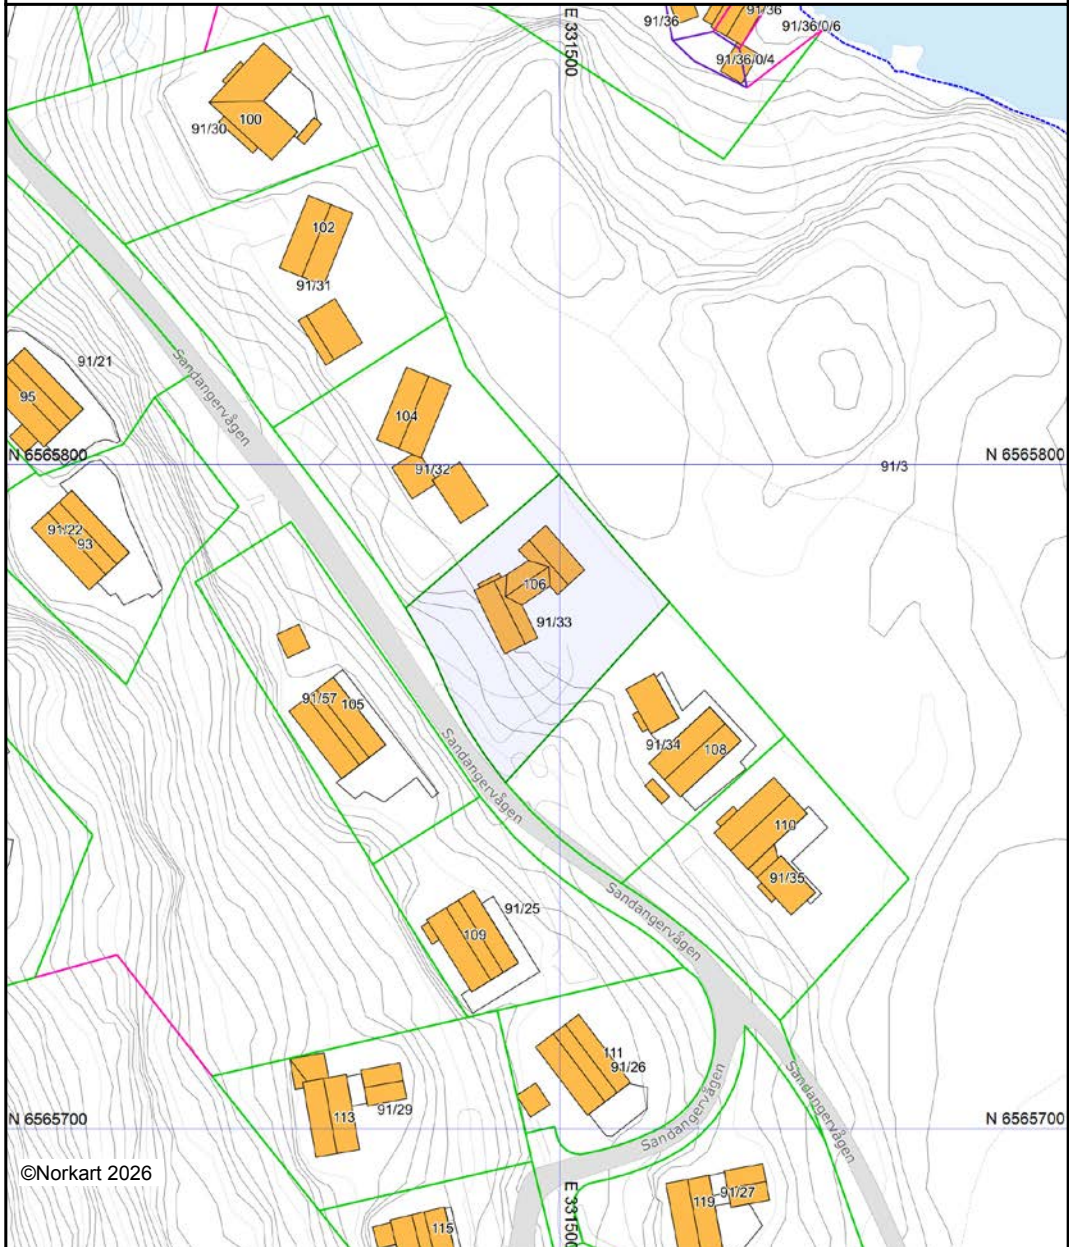 91/36
91/36
91/36/0/6
E 331500
91/36/0/4
91/30
100
102
91/31
91/21
Sandangervågen
95
104
91/32
N 6565800
N 6565800
91/3
91/22
93
106
91/33
91/57
105
91/34
108
Sandangervågen
110
91/35
91/25
109
Sandangervågen
111
91/26
113
91/29
Sandangervågen
Sandangervågen
N 6565700
N 6565700
©Norkart 2026
E 331500
119
91/27
115